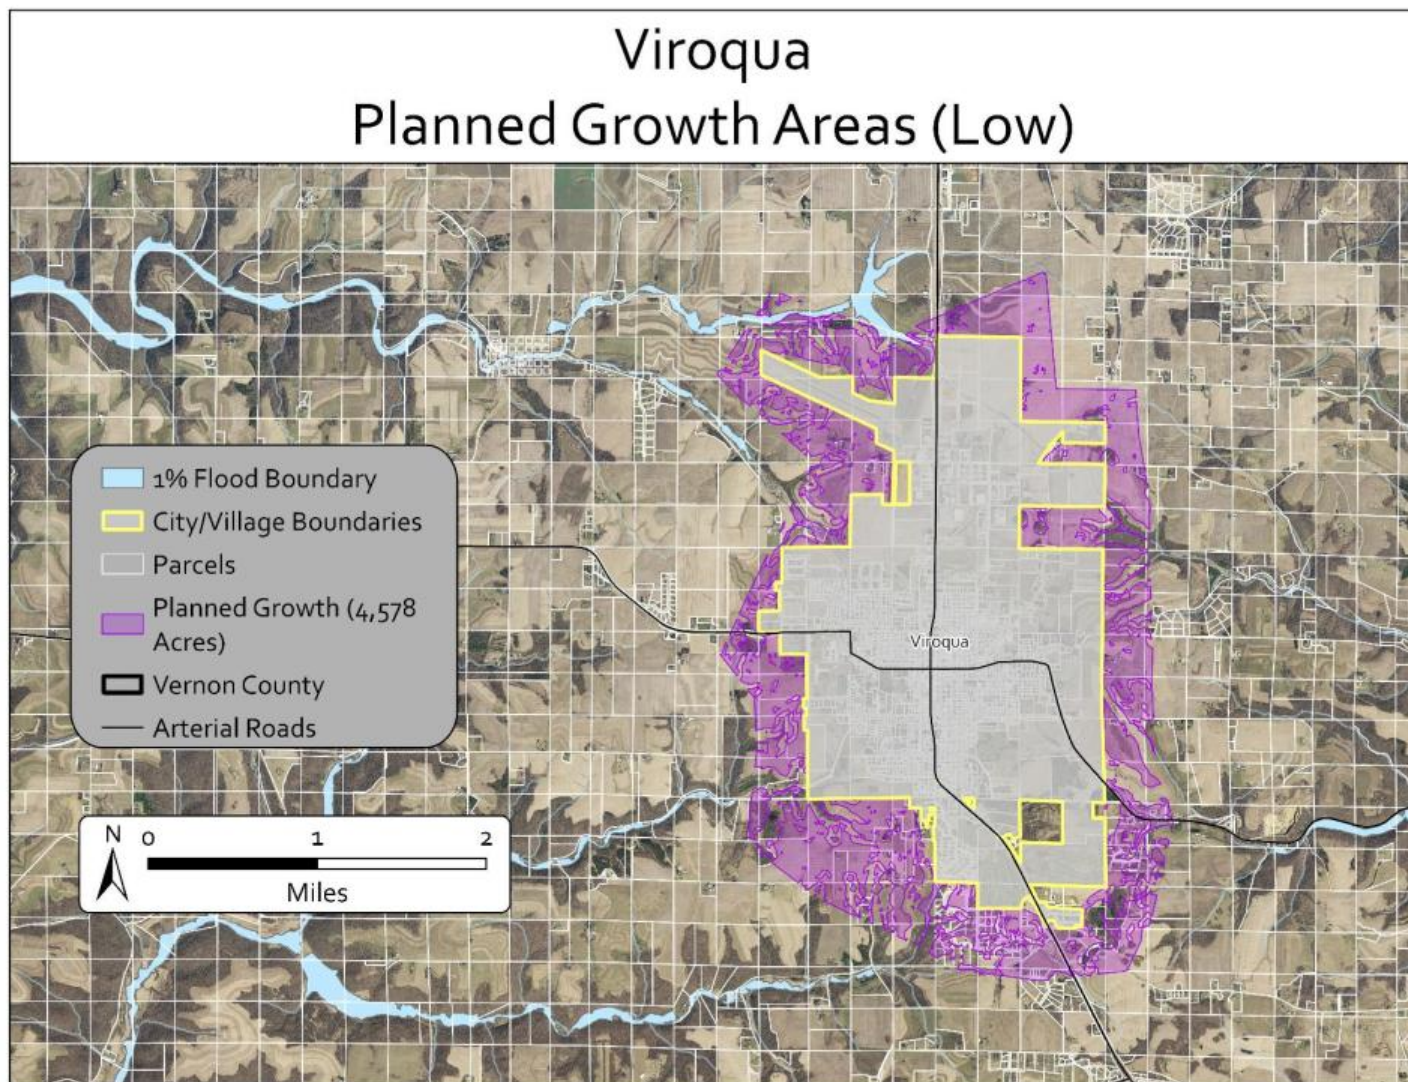 Viroqua
Planned Growth Areas (Low)
1% Flood Boundary
City/Village Boundaries
Parcels
Planned Growth (4,578
Acres)
Vernon County
Arterial Roads
Viroqua
N
0 1 2
Miles